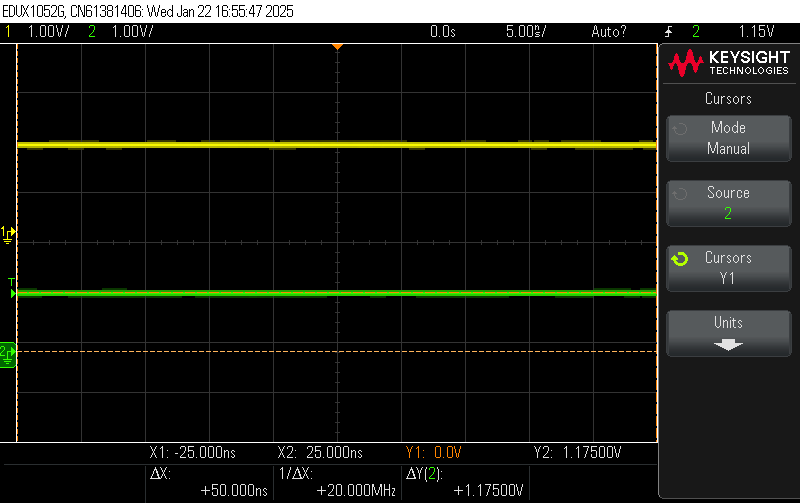 EDUX1052G, CN61381406: Wed Jan 22 16:55:47 2025
1 1.00V/ 2 1.00V/ 0.0s 5.00ns/ Auto? 2 1.15V
KEYSIGHT
TECHNOLOGIES
Cursors
Mode
Manual
Source
2
Cursors
Y1
Units
1
T
2
X1: -25.000ns X2: 25.000ns Y1: 0.0V Y2: 1.17500V
ΔX: 1/ΔX: ΔY(2):
+50.000ns +20.000MHz +1.17500V